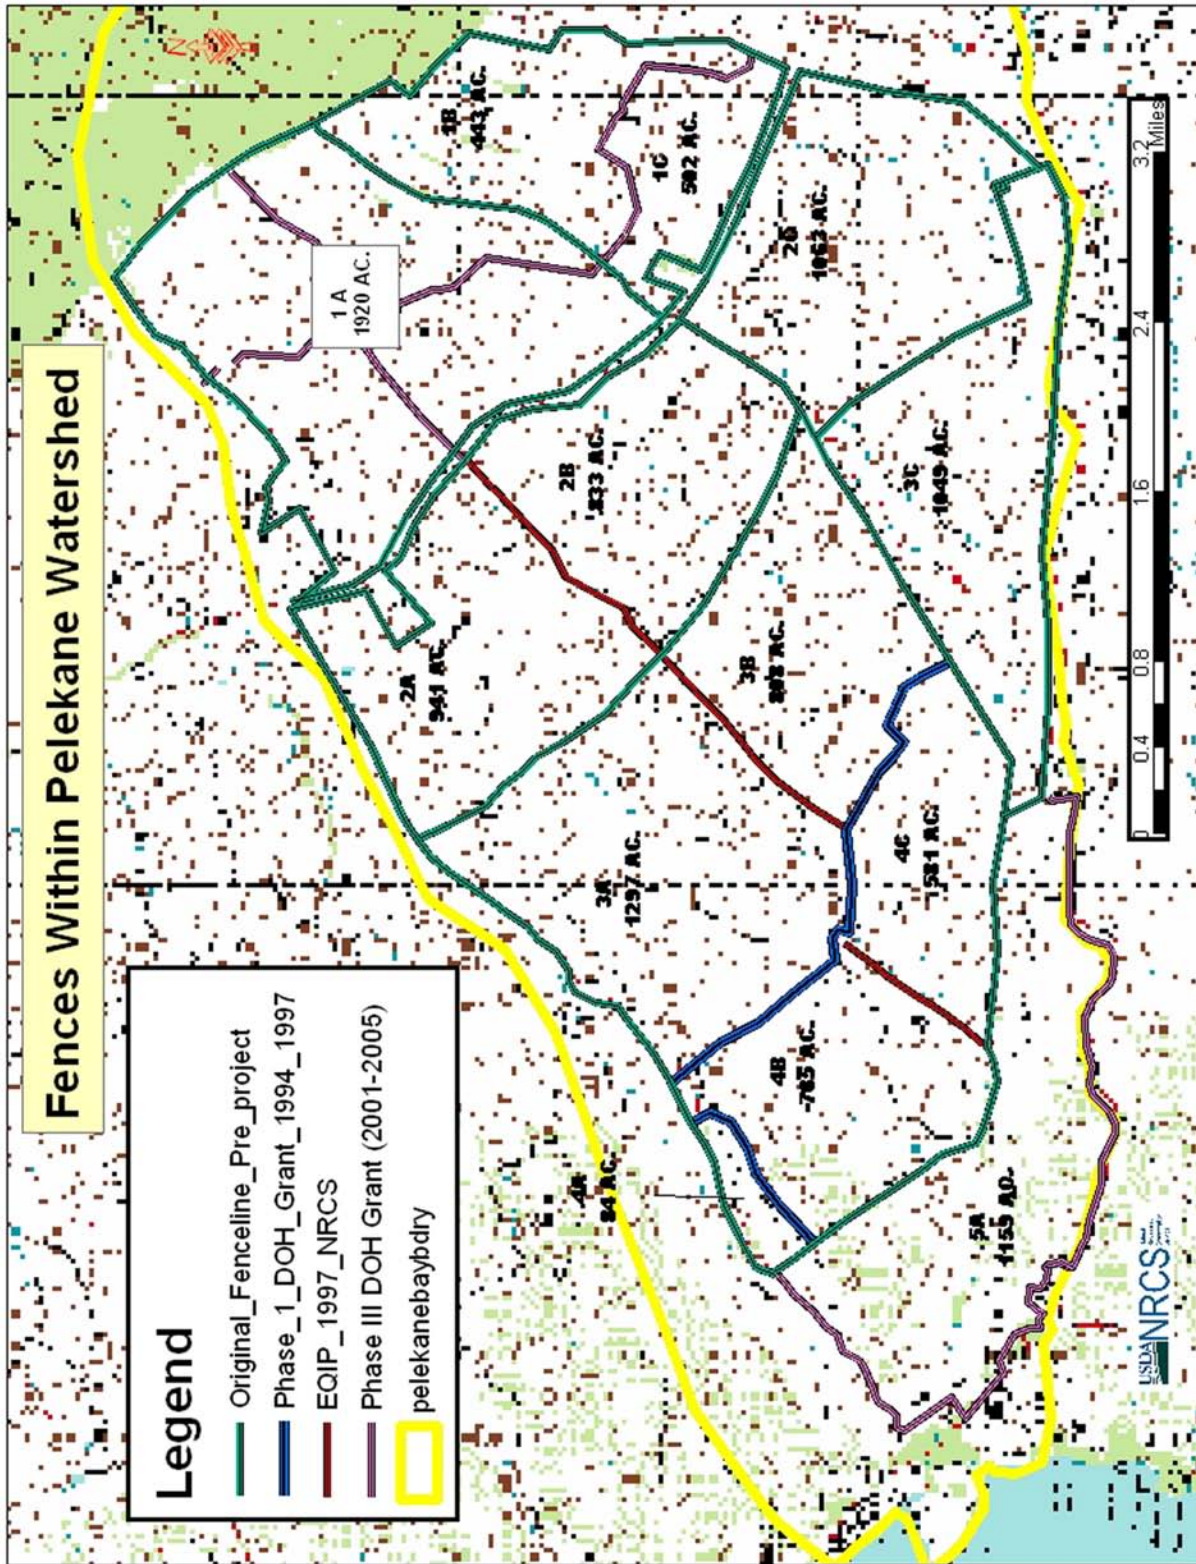 Fences Within Pelekane Watershed
N
Legend
Original_Fenceline_Pre_project
Phase_1_DOH_Grant_1994_1997
EQIP_1997_NRCS
Phase III DOH Grant (2001-2005)
pelekanebaybdry
1 A
1920 AC.
1B
443 AC.
1C
502 AC.
2A
941 AC.
2B
833 AC.
1063 AC.
3A
1297 AC.
3B
3C
1049 AC.
4A
84 AC.
4B
765 AC.
4C
581 AC.
5A
1159 AC.
0 0.4 0.8 1.6 2.4 3.2
Miles
USDA NRCS